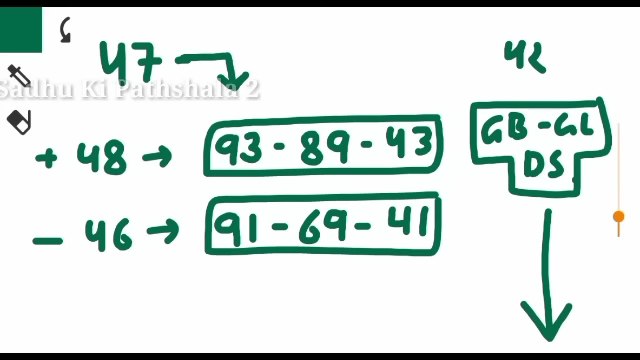 47
42
Sadhu Ki Pathshala 2
+ 48 → 93 - 89 - 43
- 46 → 91 - 69 - 41
GB - GL
DS